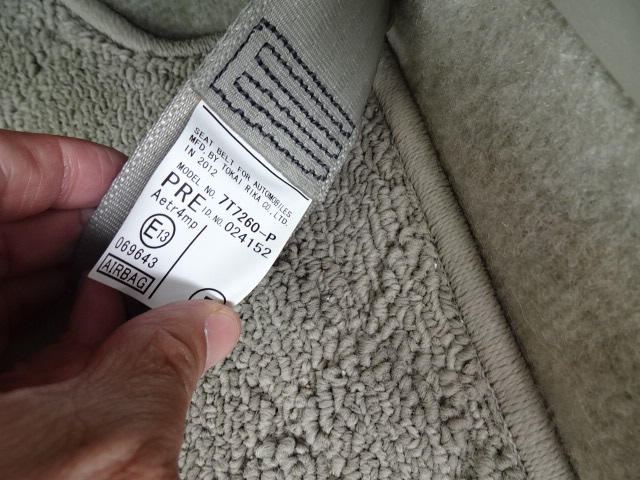 SEAT BELT FOR AUTOMOBILES
MFD. BY TOKAI RIKA CO., LTD.
IN 2012
MODEL NO. 7T7260-P
PRE ID.NO. 024152
Aetr4mp
E13
069643
AIRBAG